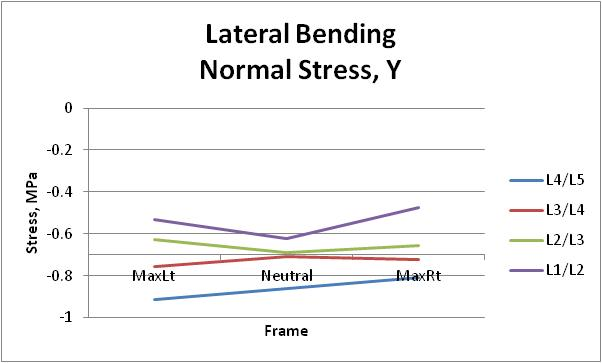 Lateral Bending
Normal Stress, Y
0
-0.2
-0.4
-0.6
-0.8
-1
Stress, MPa
MaxLt
Neutral
MaxRt
Frame
L4/L5
L3/L4
L2/L3
L1/L2